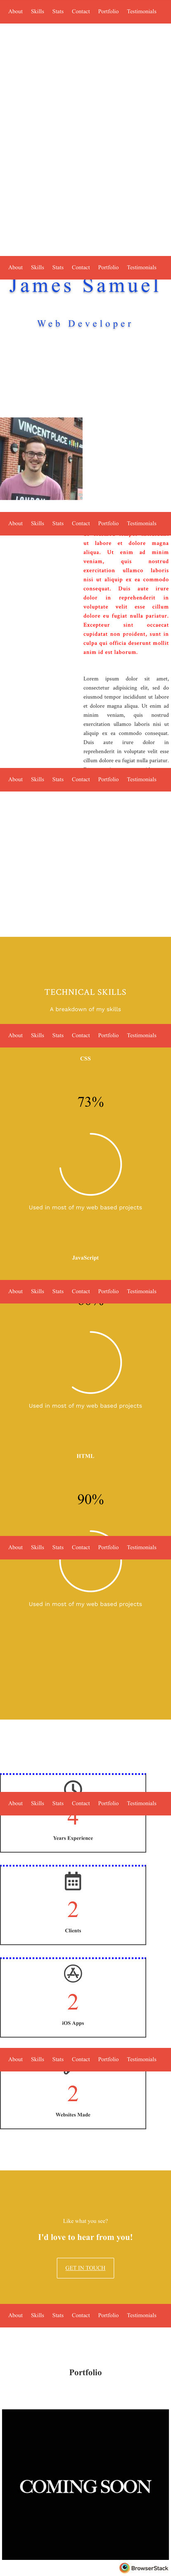 About Skills Stats Contact Portfolio Testimonials
About Skills Stats Contact Portfolio Testimonials
James Samuel
Web Developer
VINCENT PLACE
About Skills Stats Contact Portfolio Testimonials
ut labore et dolore magna
aliqua. Ut enim ad minim
veniam, quis nostrud
exercitation ullamco laboris
nisi ut aliquip ex ea commodo
consequat. Duis aute irure
dolor in reprehenderit in
voluptate velit esse cillum
dolore eu fugiat nulla pariatur.
Excepteur sint occaecat
cupidatat non proident, sunt in
culpa qui officia deserunt mollit
anim id est laborum.
Lorem ipsum dolor sit amet,
consectetur adipisicing elit, sed do
eiusmod tempor incididunt ut labore
et dolore magna aliqua. Ut enim ad
minim veniam, quis nostrud
exercitation ullamco laboris nisi ut
aliquip ex ea commodo consequat.
Duis aute irure dolor in
reprehenderit in voluptate velit esse
cillum dolore eu fugiat nulla pariatur.
About Skills Stats Contact Portfolio Testimonials
TECHNICAL SKILLS
A breakdown of my skills
About Skills Stats Contact Portfolio Testimonials
CSS
73%
Used in most of my web based projects
JavaScript
About Skills Stats Contact Portfolio Testimonials
Used in most of my web based projects
HTML
90%
About Skills Stats Contact Portfolio Testimonials
Used in most of my web based projects
About Skills Stats Contact Portfolio Testimonials
4
Years Experience
2
Clients
2
iOS Apps
About Skills Stats Contact Portfolio Testimonials
2
Websites Made
Like what you see?
I'd love to hear from you!
GET IN TOUCH
About Skills Stats Contact Portfolio Testimonials
Portfolio
COMING SOON
BrowserStack